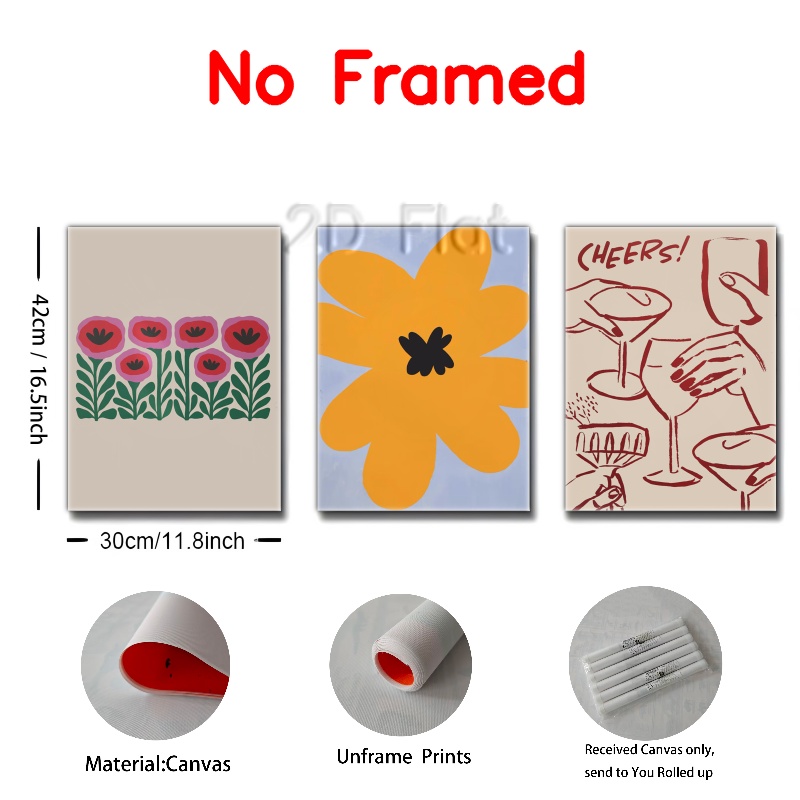 No Framed
2D Flat
CHEERS!
42cm / 16.5inch
30cm/11.8inch
Material:Canvas
Unframe Prints
Received Canvas only,
send to You Rolled up